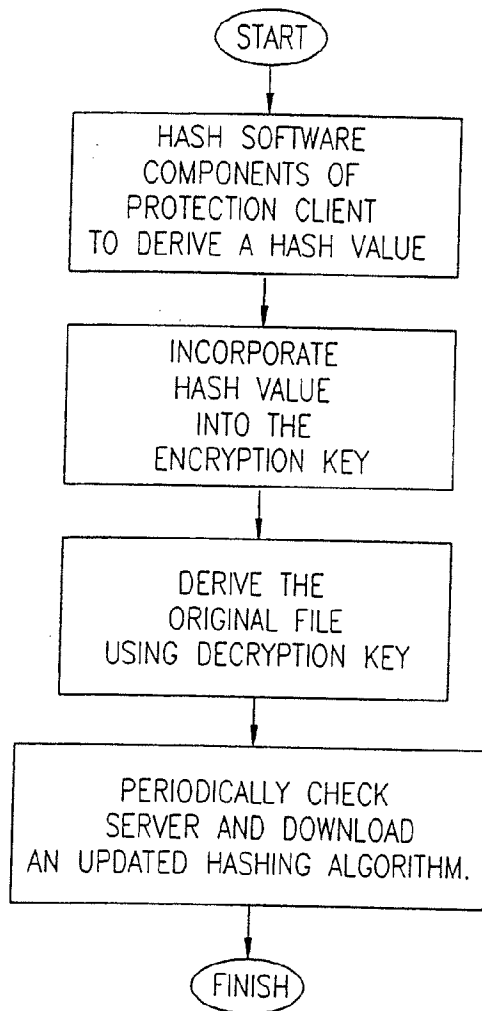 START
HASH SOFTWARE
COMPONENTS OF
PROTECTION CLIENT
TO DERIVE A HASH VALUE
INCORPORATE
HASH VALUE
INTO THE
ENCRYPTION KEY
DERIVE THE
ORIGINAL FILE
USING DECRYPTION KEY
PERIODICALLY CHECK
SERVER AND DOWNLOAD
AN UPDATED HASHING ALGORITHM.
FINISH